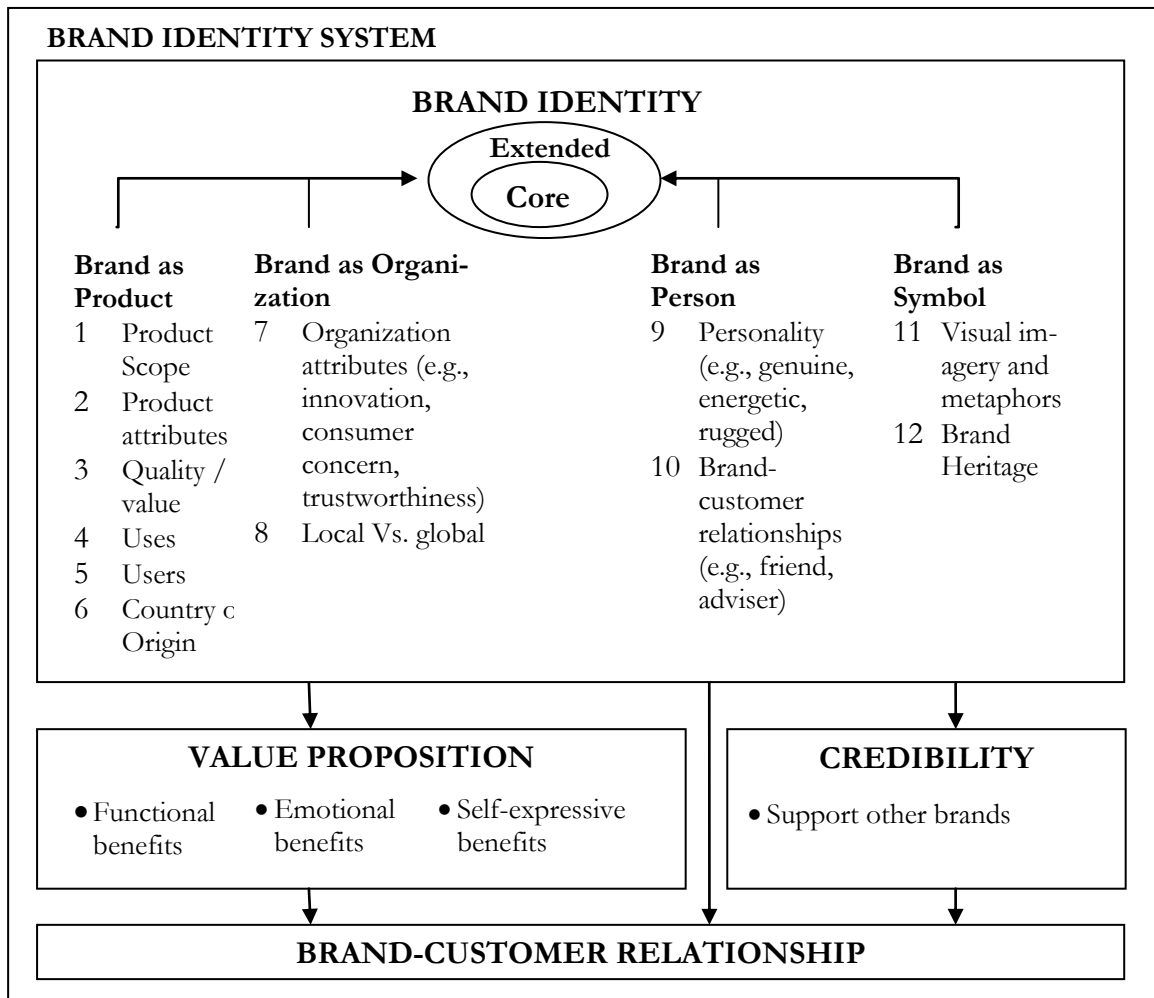 BRAND IDENTITY SYSTEM
BRAND IDENTITY
Extended
Core
Brand as
Product
1 Product
Scope
2 Product
attributes
3 Quality /
value
4 Uses
5 Users
6 Country o
Origin
Brand as Organi-
zation
7 Organization
attributes (e.g.,
innovation,
consumer
concern,
trustworthiness)
8 Local Vs. global
Brand as
Person
9 Personality
(e.g., genuine,
energetic,
rugged)
10 Brand-
customer
relationships
(e.g., friend,
adviser)
Brand as
Symbol
11 Visual im-
agery and
metaphors
12 Brand
Heritage
VALUE PROPOSITION
• Functional
benefits
• Emotional
benefits
• Self-expressive
benefits
CREDIBILITY
• Support other brands
BRAND-CUSTOMER RELATIONSHIP